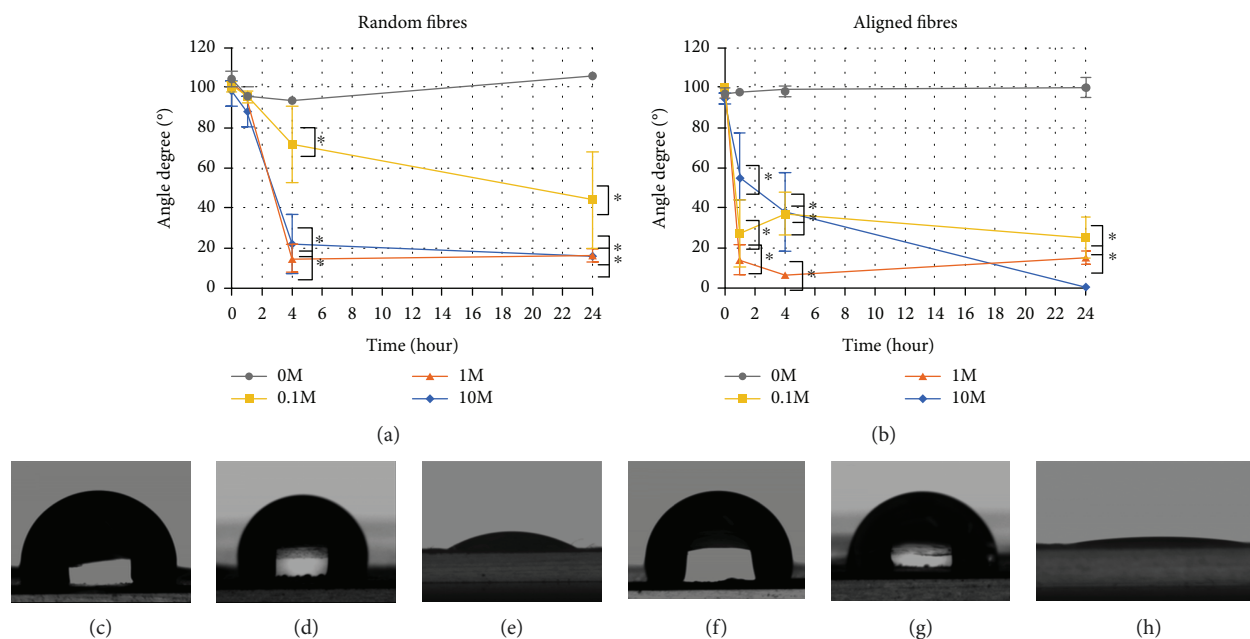 Random fibres
120
100
80
60
40
20
0
Angle degree (°)
* * * * * *
0 2 4 6 8 10 12 14 16 18 20 22 24
Time (hour)
0M 1M
0.1M 10M
(a)
Aligned fibres
120
100
80
60
40
20
0
Angle degree (°)
* * * * * * * *
0 2 4 6 8 10 12 14 16 18 20 22 24
Time (hour)
0M 1M
0.1M 10M
(b)
(c) (d) (e) (f) (g) (h)